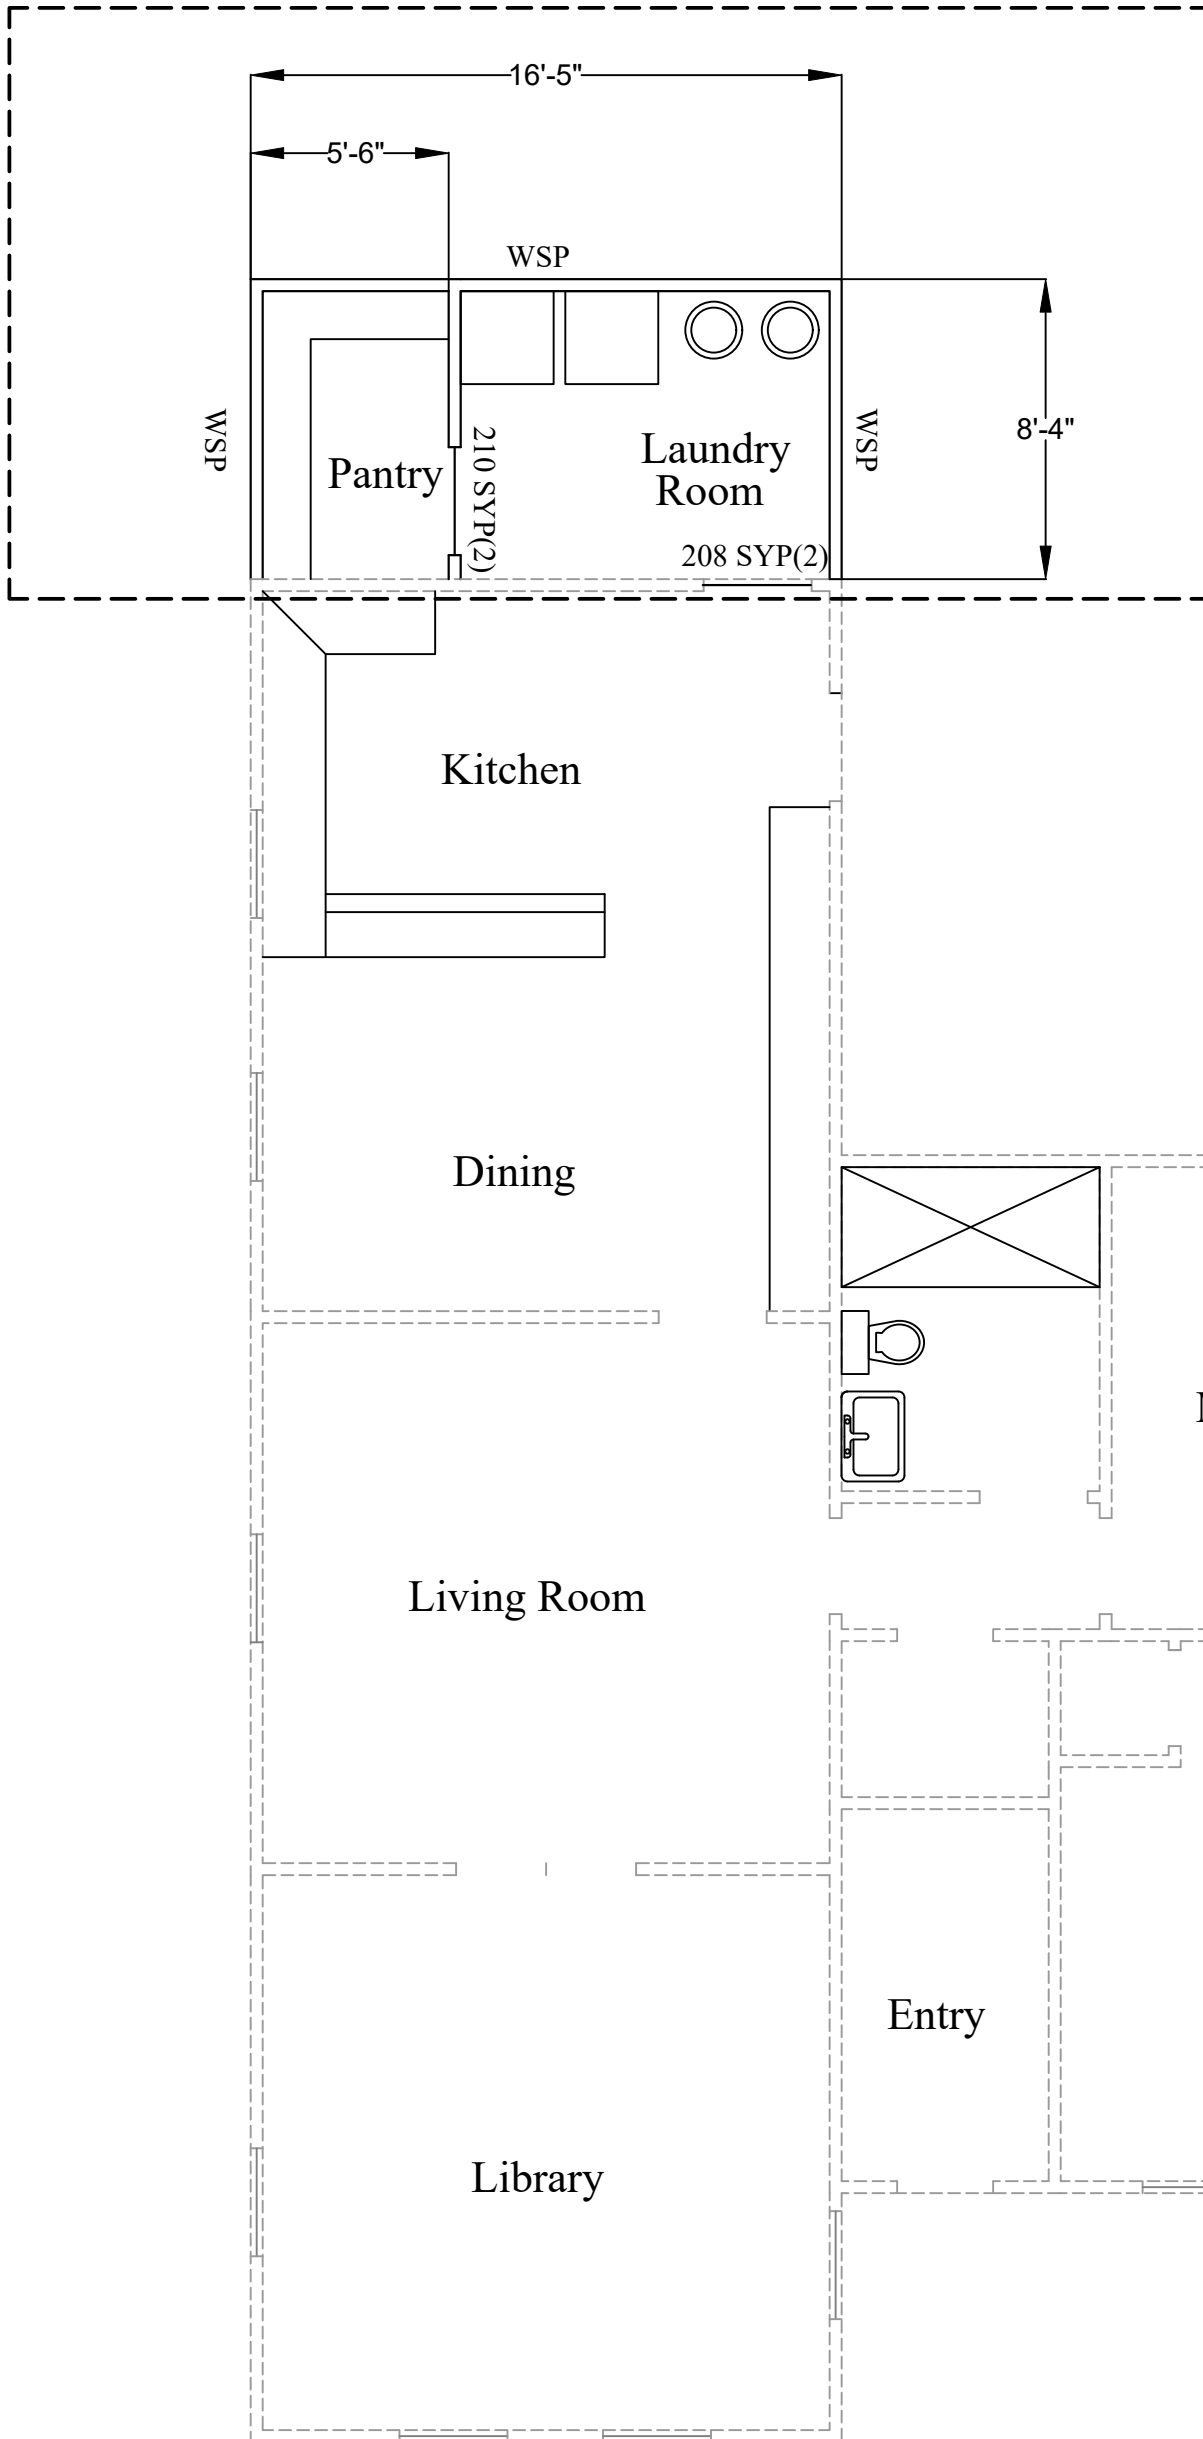 16'-5"
5'-6"
WSP
WSP
Pantry
210 SYP(2)
Laundry
Room
WSP
8'-4"
208 SYP(2)
Kitchen
Dining
Living Room
Entry
Library